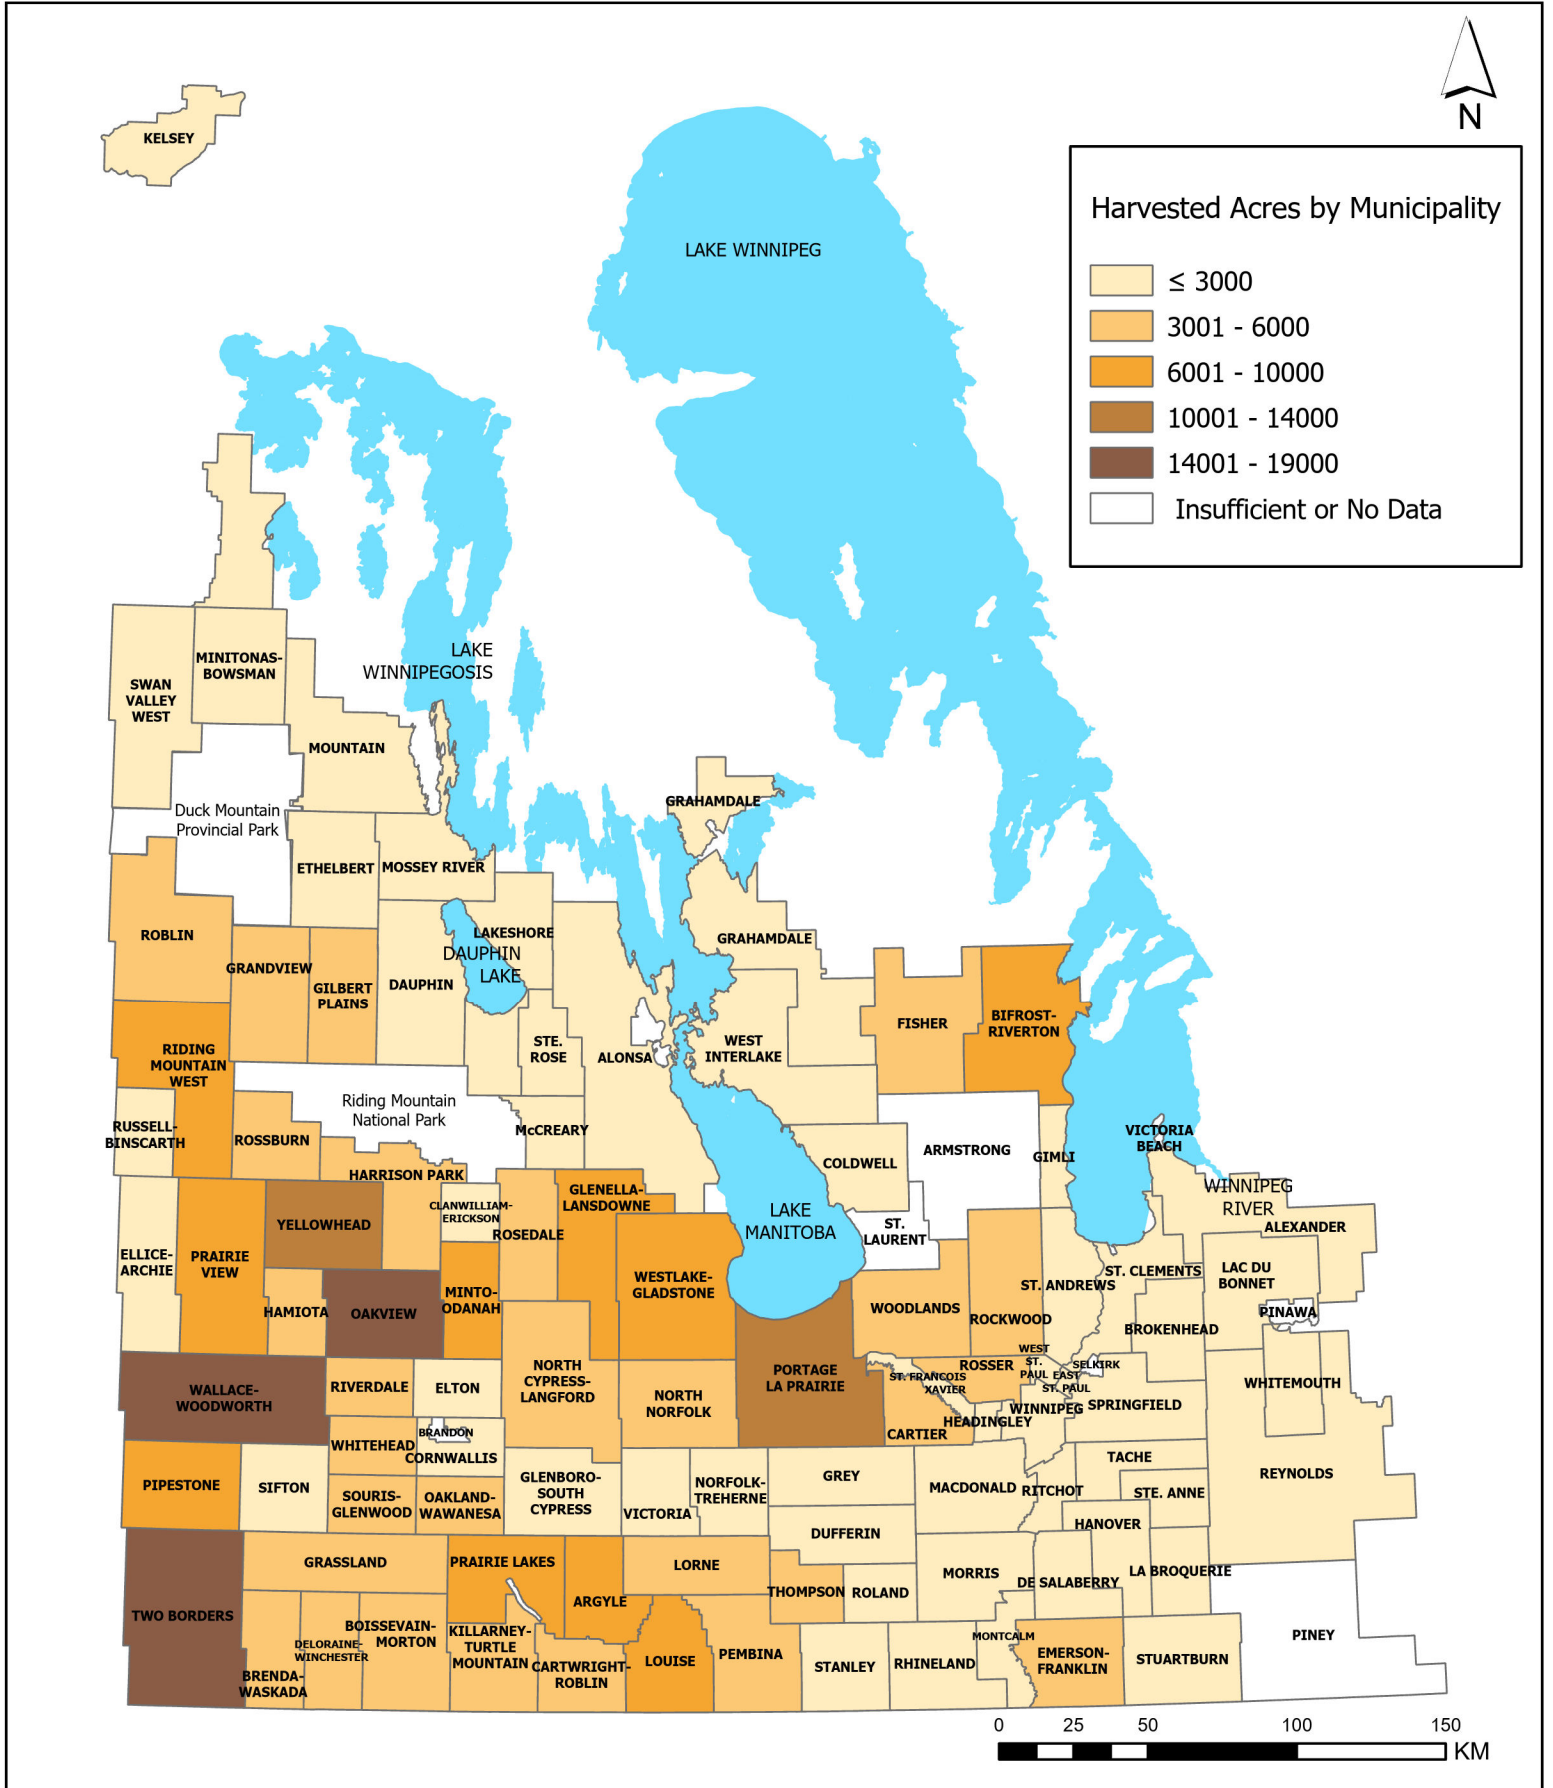 N
KELSEY
Harvested Acres by Municipality
≤ 3000
3001 - 6000
6001 - 10000
10001 - 14000
14001 - 19000
Insufficient or No Data
LAKE WINNIPEG
LAKE
WINNIPEGOSIS
MINITONAS-
BOWSMAN
SWAN
VALLEY
WEST
MOUNTAIN
Duck Mountain
Provincial Park
GRAHAMDALE
ETHELBERT
MOSSEY RIVER
ROBLIN
LAKESHORE
GRAHAMDALE
DAUPHIN
LAKE
GRANDVIEW
GILBERT
PLAINS
DAUPHIN
FISHER
BIFROST-
RIVERTON
STE.
ROSE
ALONSA
WEST
INTERLAKE
RIDING
MOUNTAIN
WEST
Riding Mountain
National Park
RUSSELL-
BINSCARTH
ROSSBURN
McCREARY
VICTORIA
BEACH
ARMSTRONG
GIMLI
COLDWELL
HARRISON PARK
CLANWILLIAM-
ERICKSON
GLENELLA-
LANSDOWNE
WINNIPEG
RIVER
YELLOWHEAD
ROSEDALE
LAKE
MANITOBA
ST.
LAURENT
ALEXANDER
ELLICE-
ARCHIE
PRAIRIE
VIEW
WESTLAKE-
GLADSTONE
ST. ANDREWS
ST. CLEMENTS
LAC DU
BONNET
HAMIOTA
OAKVIEW
MINTO-
ODANAH
WOODLANDS
ROCKWOOD
PINAWA
BROKENHEAD
WALLACE-
WOODWORTH
RIVERDALE
ELTON
NORTH
CYPRESS-
LANGFORD
NORTH
NORFOLK
PORTAGE
LA PRAIRIE
ST. FRANCOIS
XAVIER
ROSSER
WEST
ST.
PAUL
EAST
ST. PAUL
SELKIRK
WHITEMOUTH
SPRINGFIELD
WINNIPEG
HEADINGLEY
CARTIER
WHITEHEAD
BRANDON
CORNWALLIS
TACHE
PIPESTONE
SIFTON
SOURIS-
GLENWOOD
OAKLAND-
WAWANESA
GLENBORO-
SOUTH
CYPRESS
VICTORIA
NORFOLK-
TREHERNE
GREY
MACDONALD
RITCHOT
STE. ANNE
REYNOLDS
HANOVER
DUFFERIN
GRASSLAND
PRAIRIE LAKES
LORNE
MORRIS
DE SALABERRY
LA BROQUERIE
THOMPSON
ROLAND
ARGYLE
TWO BORDERS
BOISSEVAIN-
MORTON
DELORAINE-
WINCHESTER
BRENDA-
WASKADA
KILLARNEY-
TURTLE
MOUNTAIN
CARTWRIGHT-
ROBLIN
LOUISE
PEMBINA
STANLEY
RHINELAND
MONTCALM
EMERSON-
FRANKLIN
STUARTBURN
PINEY
0 25 50 100 150
KM